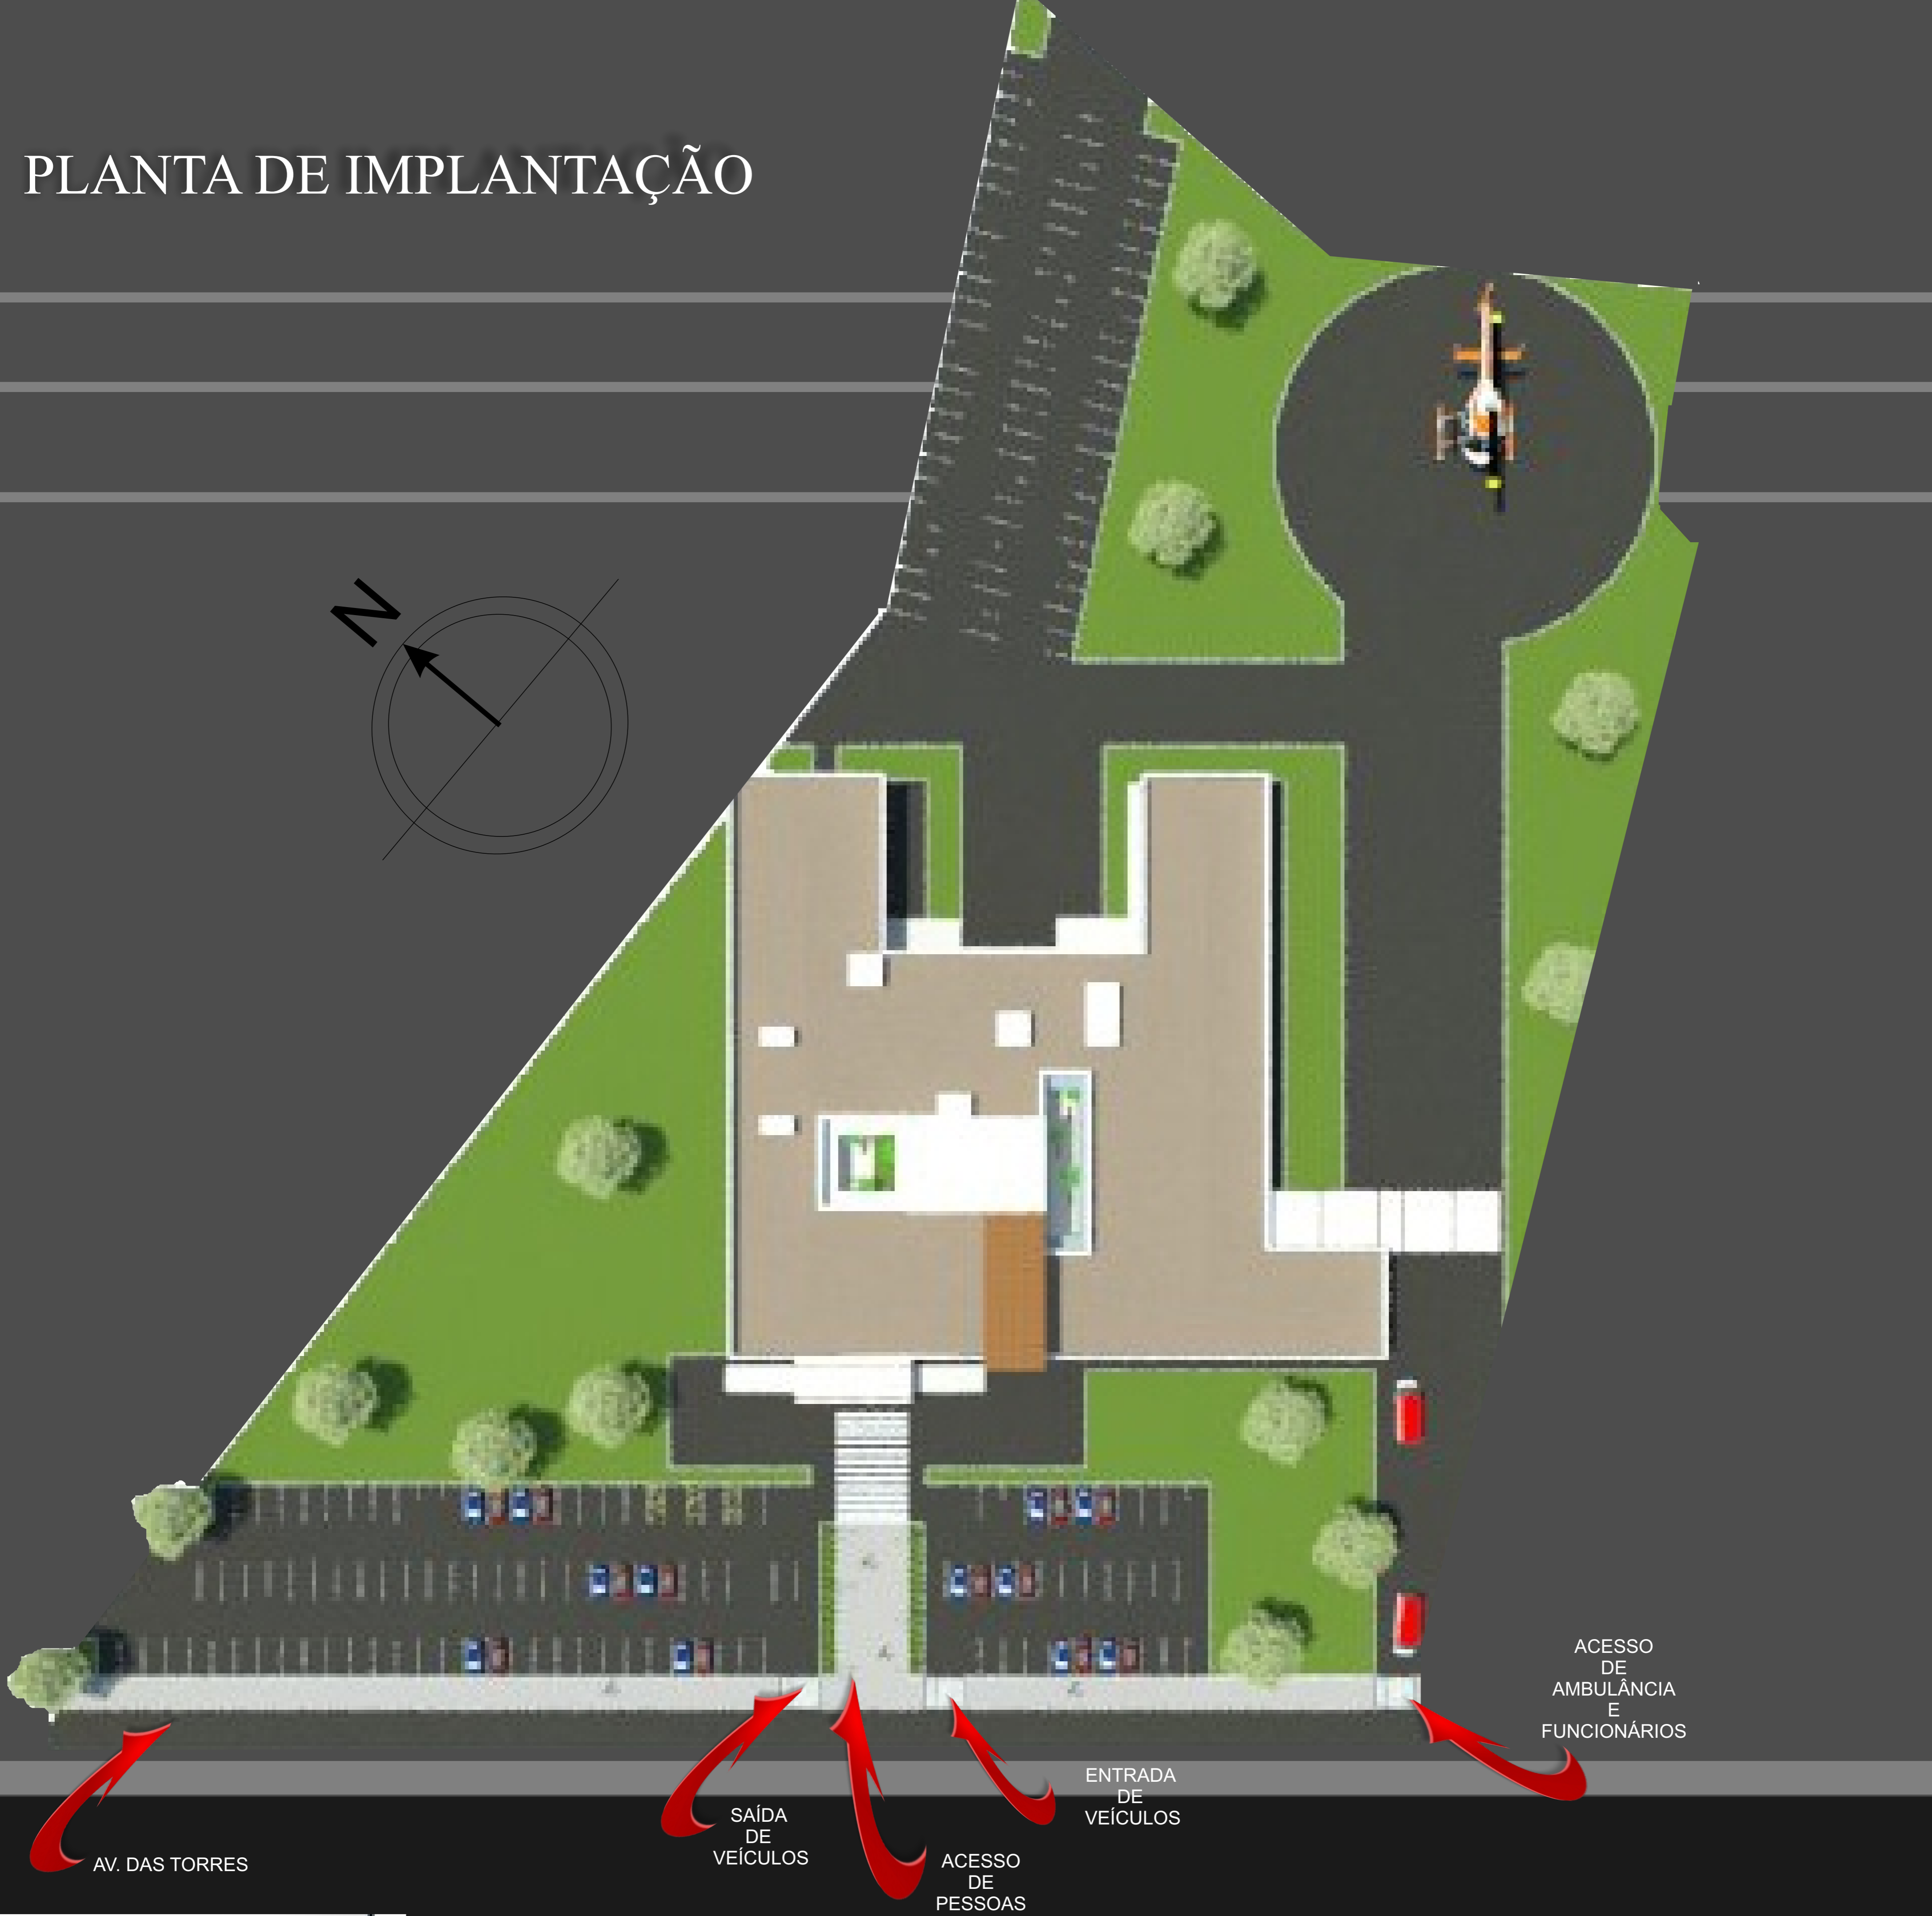 PLANTA DE IMPLANTAÇÃO
N
ACESSO
DE
AMBULÂNCIA
E
FUNCIONÁRIOS
ENTRADA
DE
VEÍCULOS
SAÍDA
DE
VEÍCULOS
AV. DAS TORRES
ACESSO
DE
PESSOAS